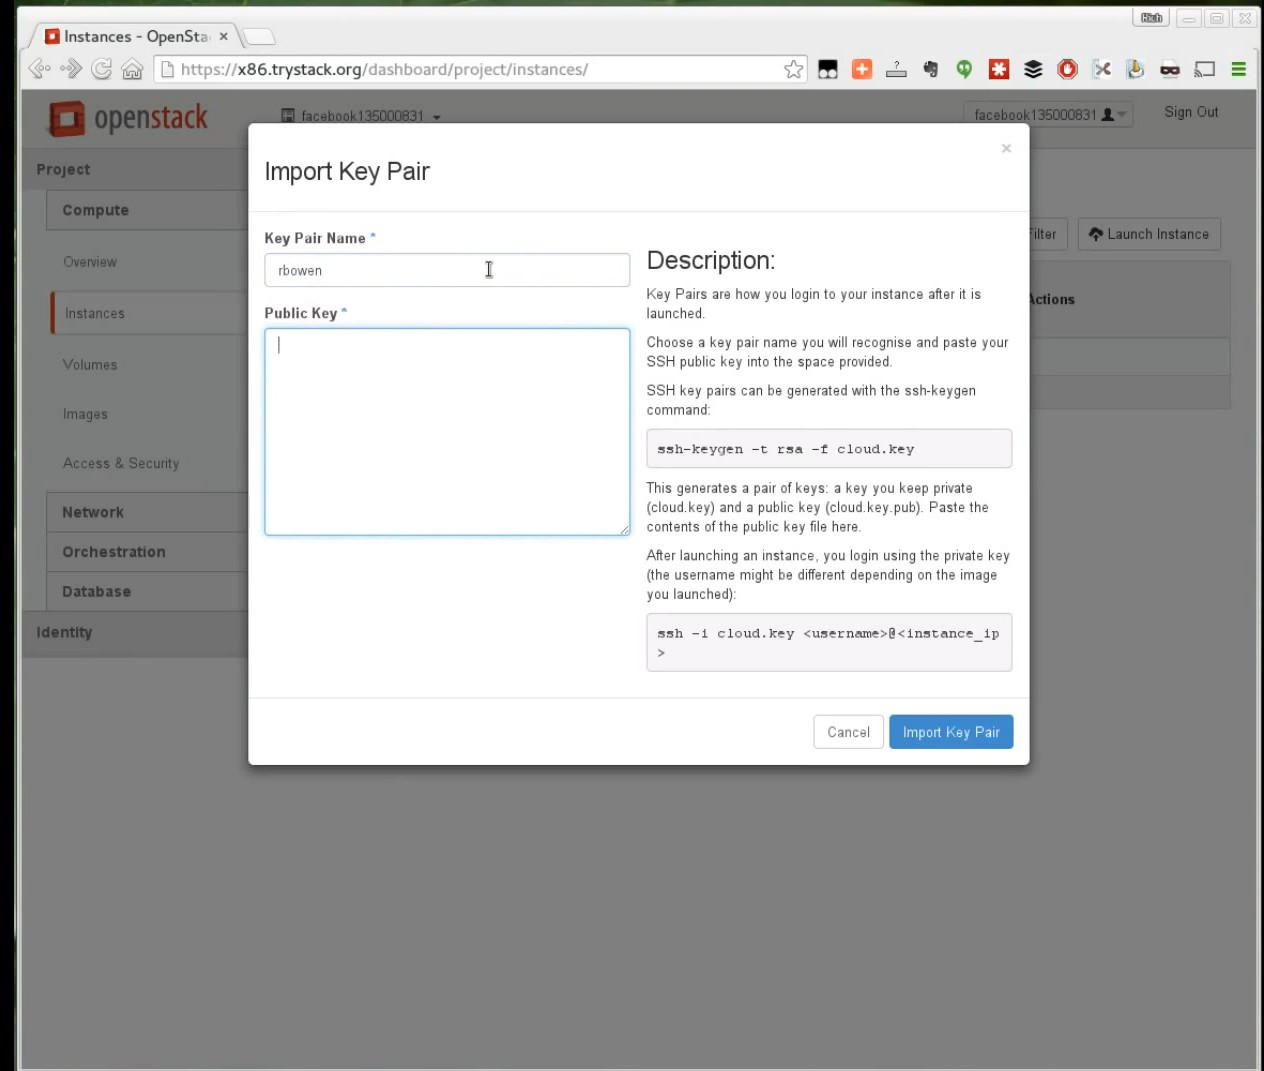 Rich
Instances - OpenSta
https://x86.trystack.org/dashboard/project/instances/
openstack
facebook135000831
facebook135000831
Sign Out
Project
Compute
Overview
Instances
Volumes
Images
Access & Security
Network
Orchestration
Database
Identity
Filter
Launch Instance
Actions
Import Key Pair
×
Key Pair Name *
rbowen
Public Key *
Description:
Key Pairs are how you login to your instance after it is
launched.
Choose a key pair name you will recognise and paste your
SSH public key into the space provided.
SSH key pairs can be generated with the ssh-keygen
command:
ssh-keygen -t rsa -f cloud.key
This generates a pair of keys: a key you keep private
(cloud.key) and a public key (cloud.key.pub). Paste the
contents of the public key file here.
After launching an instance, you login using the private key
(the username might be different depending on the image
you launched):
ssh -i cloud.key <username>@<instance_ip
>
Cancel
Import Key Pair